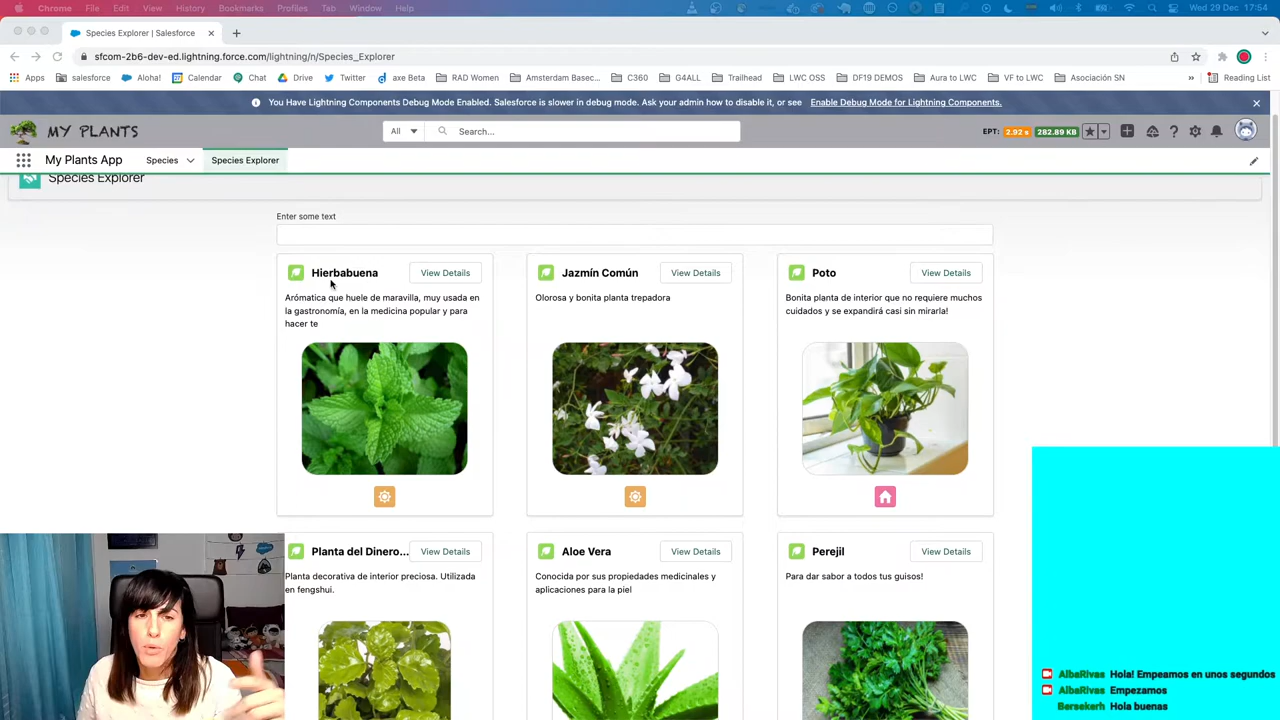 Chrome File Edit View History Bookmarks Profiles Tab Window Help Wed 29 Dec 17:54
Species Explorer | Salesforce
sfcom-2b6-dev-ed.lightning.force.com/lightning/n/Species_Explorer
Apps salesforce Aloha! Calendar Chat Drive Twitter axe Beta RAD Women Amsterdam Basec... C360 G4ALL Trailhead LWC OSS DF19 DEMOS Aura to LWC VF to LWC Asociación SN » Reading List
You Have Lightning Components Debug Mode Enabled. Salesforce is slower in debug mode. Ask your admin how to disable it, or see Enable Debug Mode for Lightning Components.
MY PLANTS All Search... EPT: 2.92 s 282.89 KB
My Plants App Species Species Explorer
Species Explorer
Enter some text
Hierbabuena View Details
Arómatica que huele de maravilla, muy usada en
la gastronomía, en la medicina popular y para
hacer te
Jazmín Común View Details
Olorosa y bonita planta trepadora
Poto View Details
Bonita planta de interior que no requiere muchos
cuidados y se expandirá casi sin mirarla!
Planta del Dinero... View Details
Planta decorativa de interior preciosa. Utilizada
en fengshui.
Aloe Vera View Details
Conocida por sus propiedades medicinales y
aplicaciones para la piel
Perejil View Details
Para dar sabor a todos tus guisos!
AlbaRivas Hola! Empeamos en unos segundos
AlbaRivas Empezamos
Bersekerh Hola buenas